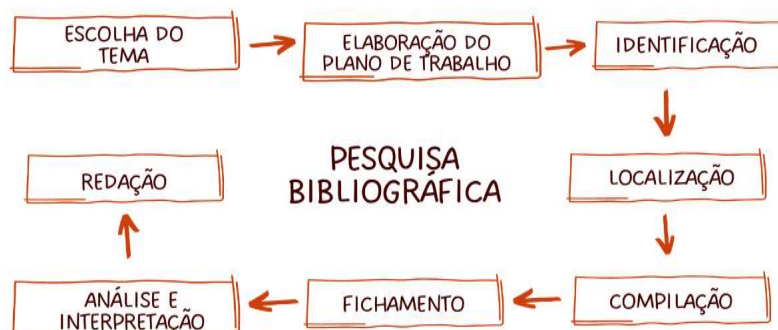 ESCOLHA DO
TEMA
ELABORAÇÃO DO
PLANO DE TRABALHO
IDENTIFICAÇÃO
PESQUISA
BIBLIOGRÁFICA
LOCALIZAÇÃO
COMPILAÇÃO
FICHAMENTO
ANÁLISE E
INTERPRETAÇÃO
REDAÇÃO